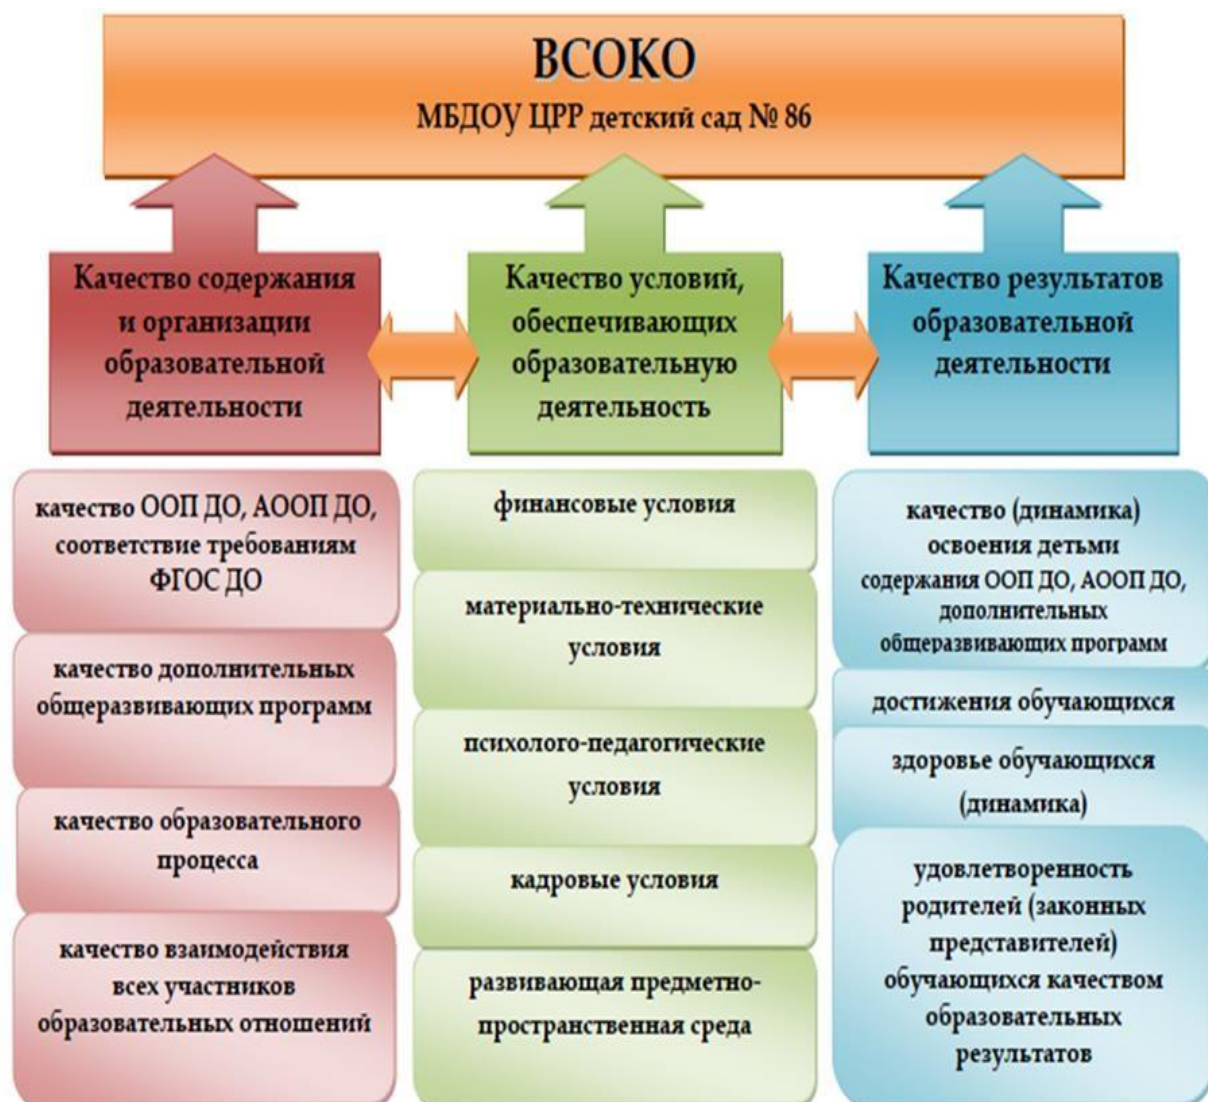 ВСОКО
МБДОУ ЦРР детский сад № 86
Качество содержания
и организации
образовательной
деятельности
качество ООП ДО, АООП ДО,
соответствие требованиям
ФГОС ДО
качество дополнительных
общеразвивающих программ
качество образовательного
процесса
качество взаимодействия
всех участников
образовательных отношений
Качество условий,
обеспечивающих
образовательную
деятельность
финансовые условия
материально-технические
условия
психолого-педагогические
условия
кадровые условия
развивающая предметно-
пространственная среда
Качество результатов
образовательной
деятельности
качество (динамика)
освоения детьми
содержания ООП ДО, АООП ДО,
дополнительных
общеразвивающих программ
достижения обучающихся
здоровье обучающихся
(динамика)
удовлетворенность
родителей (законных
представителей)
обучающихся качеством
образовательных
результатов